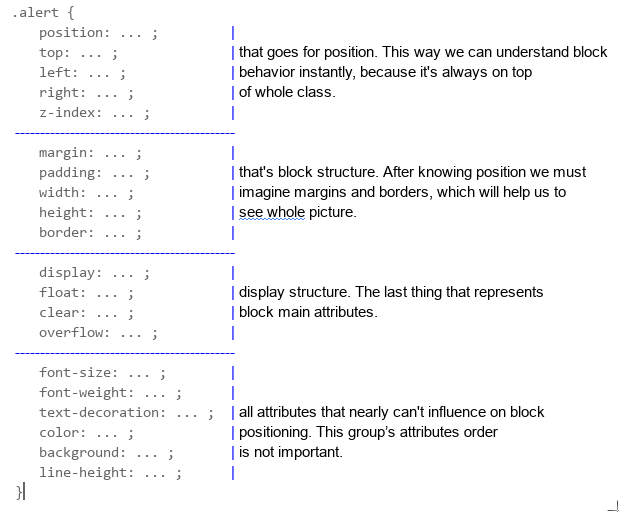 .alert {
position: ... ; |
top: ... ; | that goes for position. This way we can understand block
left: ... ; | behavior instantly, because it's always on top
right: ... ; | of whole class.
z-index: ... ; |
--------------------------------------------
margin: ... ; |
padding: ... ; | that's block structure. After knowing position we must
width: ... ; | imagine margins and borders, which will help us to
height: ... ; | see whole picture.
border: ... ; |
--------------------------------------------
display: ... ; |
float: ... ; | display structure. The last thing that represents
clear: ... ; | block main attributes.
overflow: ... ; |
--------------------------------------------
font-size: ... ; |
font-weight: ... ; |
text-decoration: ... ; | all attributes that nearly can't influence on block
color: ... ; | positioning. This group’s attributes order
background: ... ; | is not important.
line-height: ... ; |
}